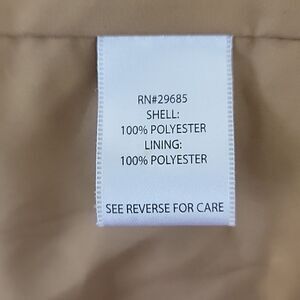 RN#29685
SHELL:
100% POLYESTER
LINING:
100% POLYESTER
SEE REVERSE FOR CARE